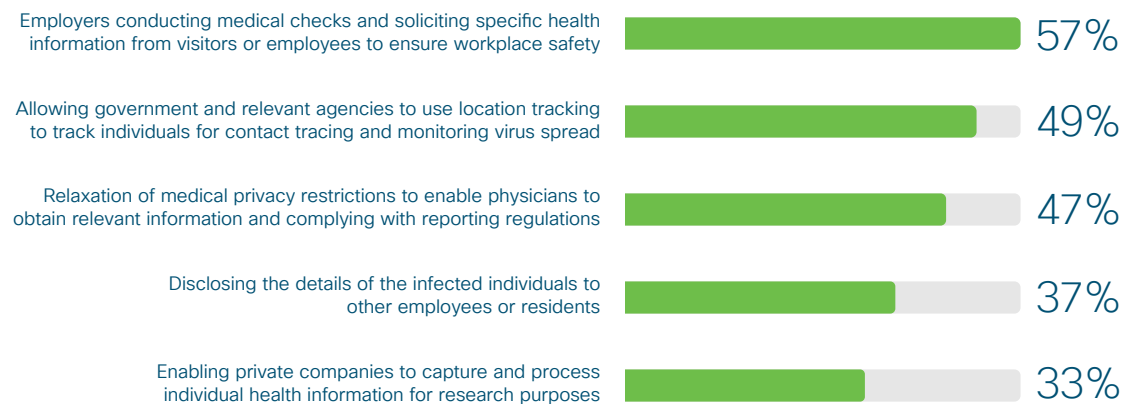 Employers conducting medical checks and soliciting specific health
information from visitors or employees to ensure workplace safety
57%
Allowing government and relevant agencies to use location tracking
to track individuals for contact tracing and monitoring virus spread
49%
Relaxation of medical privacy restrictions to enable physicians to
obtain relevant information and complying with reporting regulations
47%
Disclosing the details of the infected individuals to
other employees or residents
37%
Enabling private companies to capture and process
individual health information for research purposes
33%